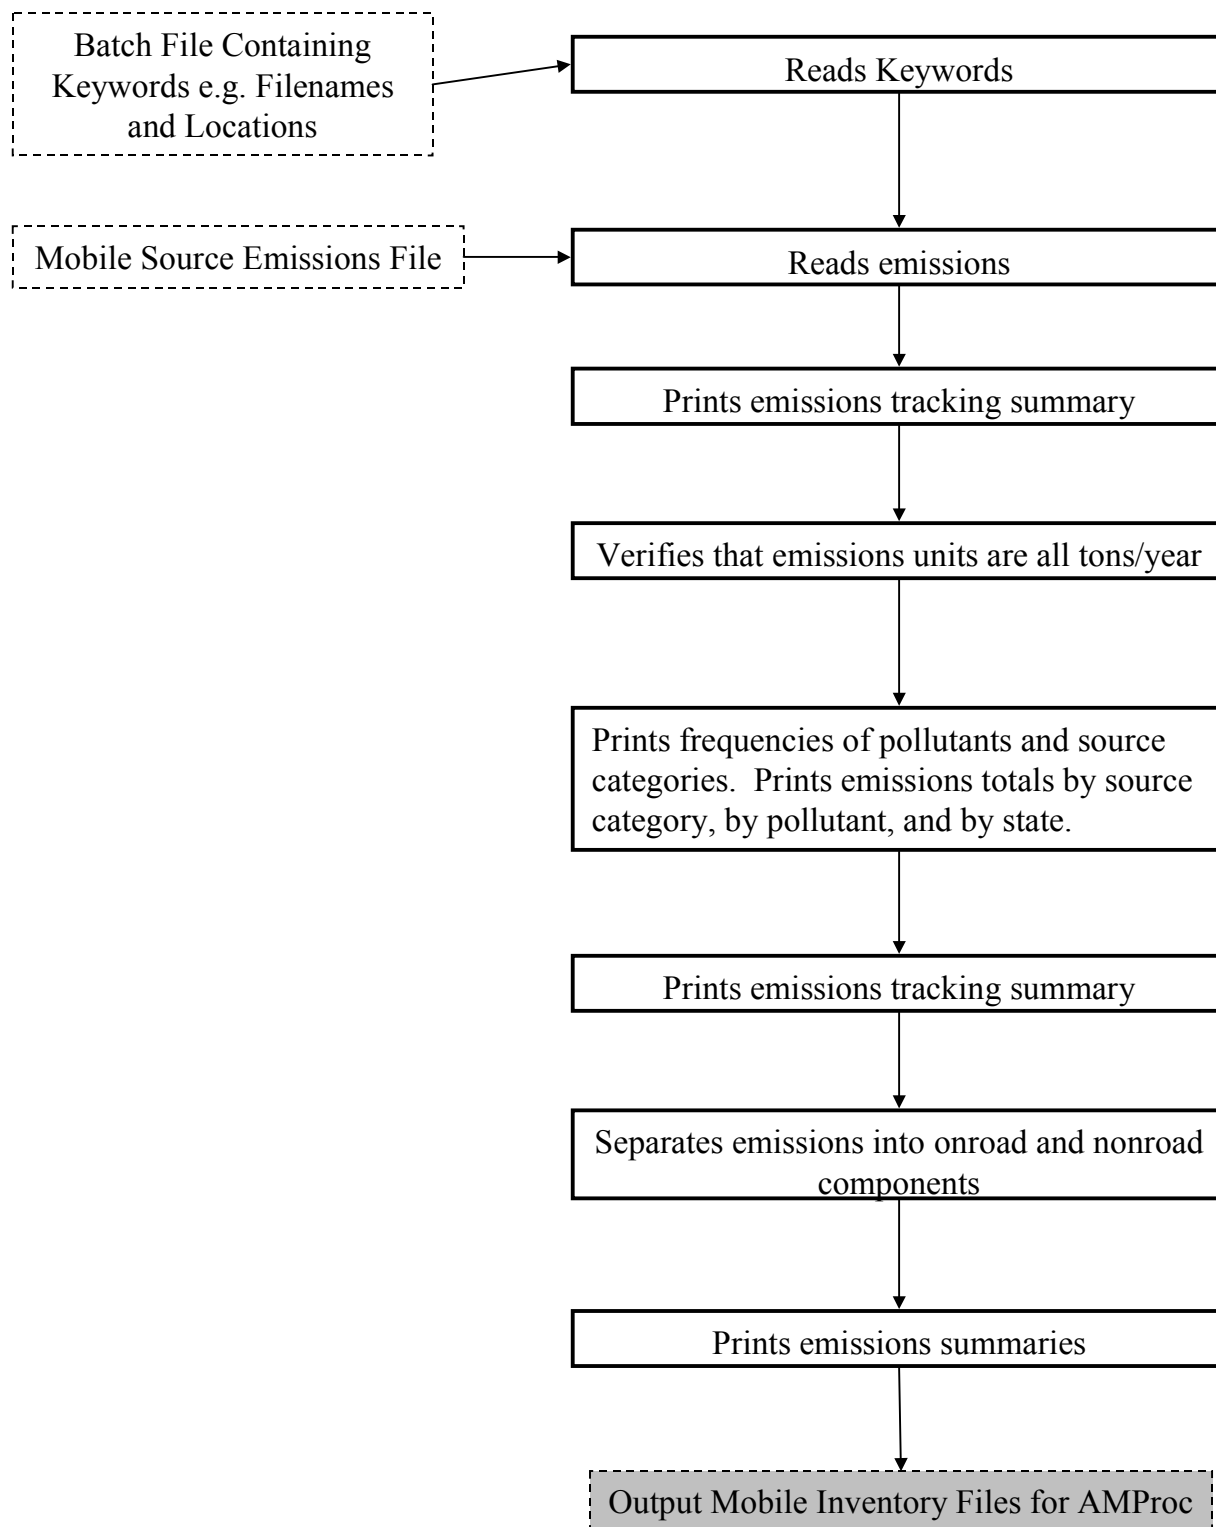 Batch File Containing
Keywords e.g. Filenames
and Locations
Reads Keywords
Mobile Source Emissions File
Reads emissions
Prints emissions tracking summary
Verifies that emissions units are all tons/year
Prints frequencies of pollutants and source
categories.  Prints emissions totals by source
category, by pollutant, and by state.
Prints emissions tracking summary
Separates emissions into onroad and nonroad
components
Prints emissions summaries
Output Mobile Inventory Files for AMProc